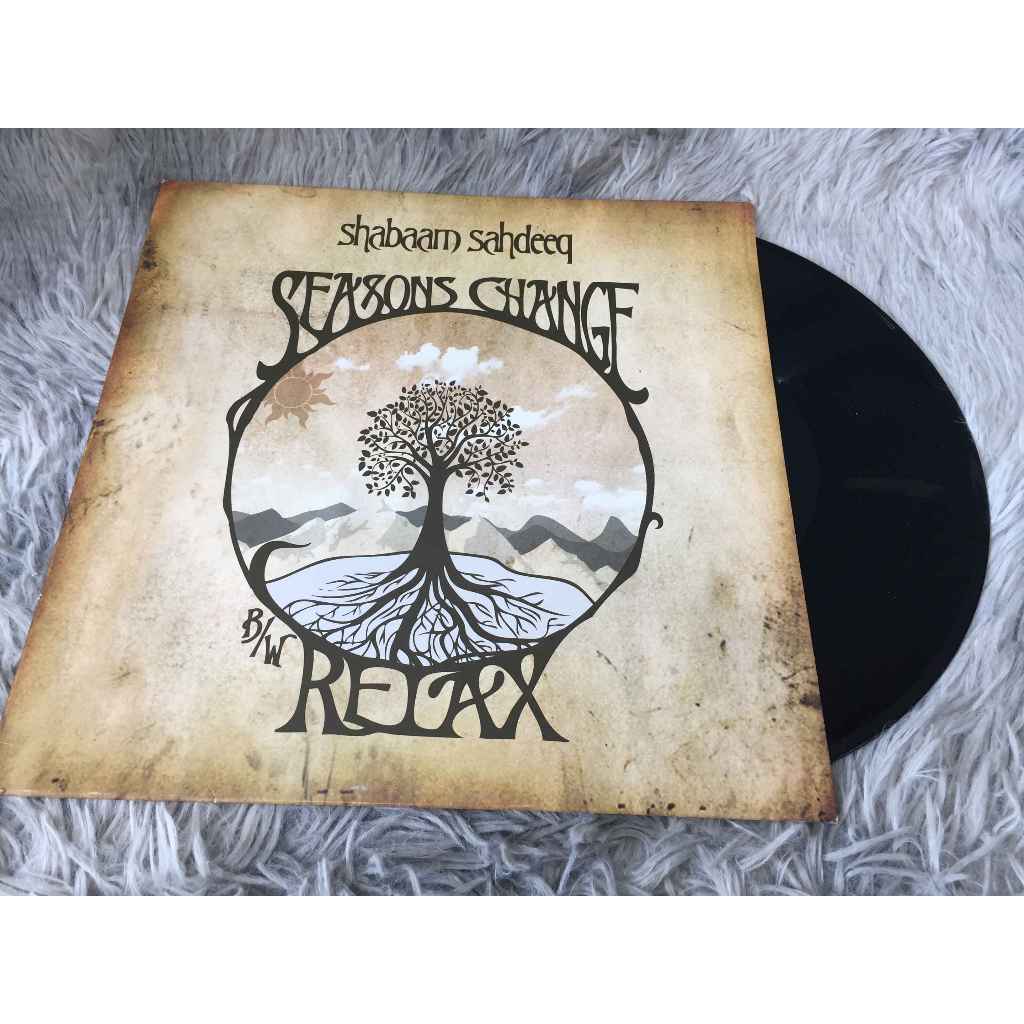 shabaam sahdeeq
SEASONS CHANGE
B/W
RELAX